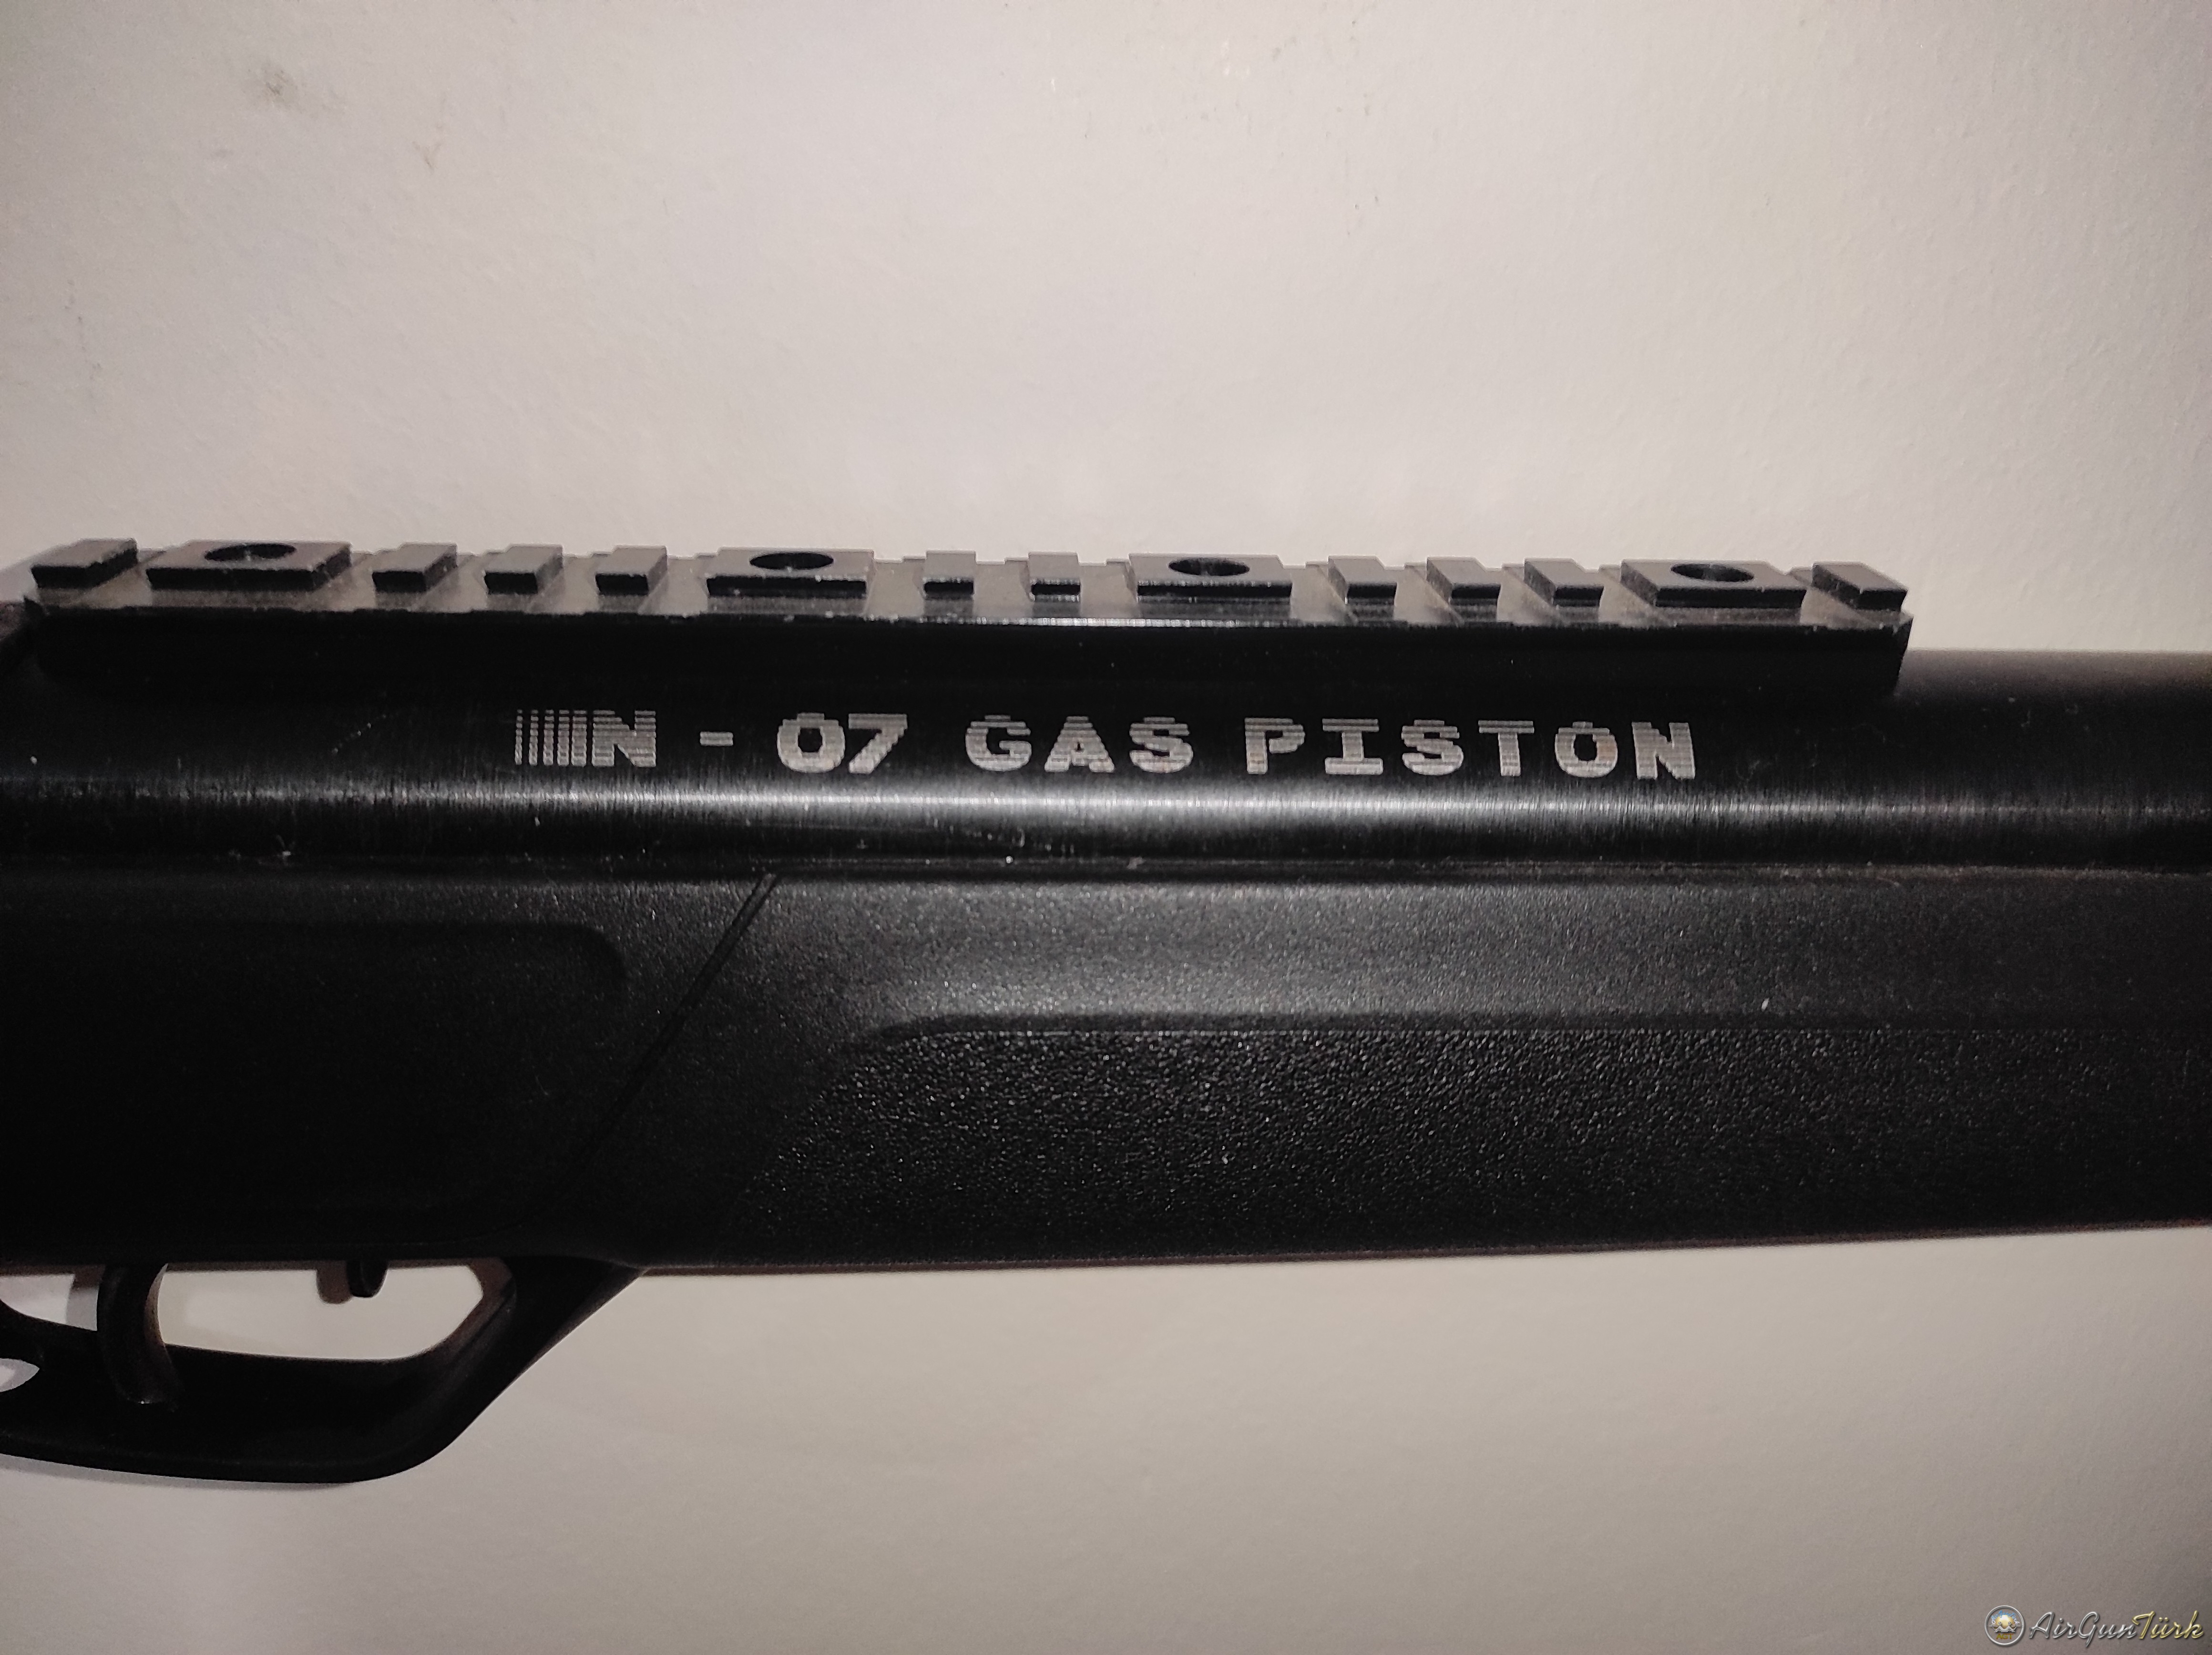 N - 07 GAS PISTON
AirGunTürk